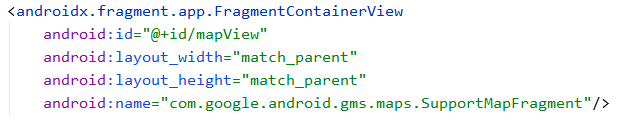 <androidx.fragment.app.FragmentContainerView
    android:id="@+id/mapView"
    android:layout_width="match_parent"
    android:layout_height="match_parent"
    android:name="com.google.android.gms.maps.SupportMapFragment"/>